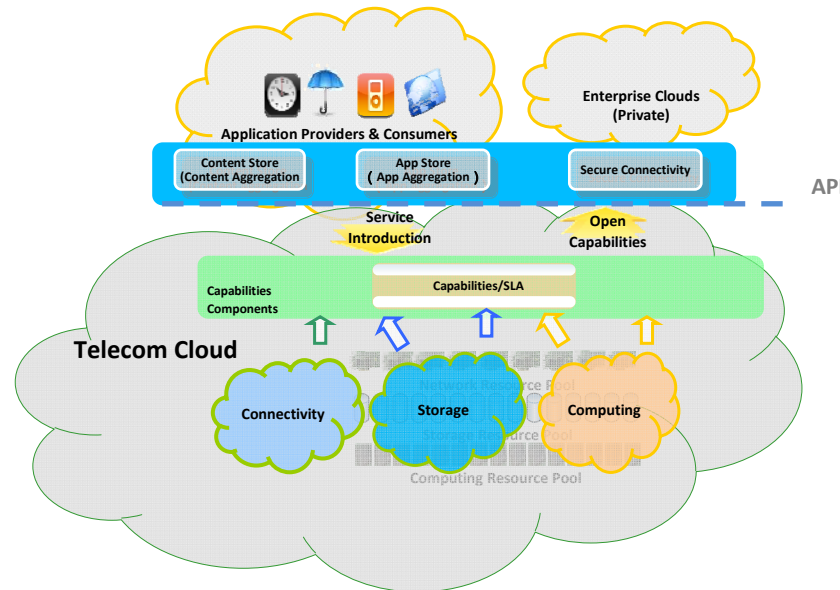 Enterprise Clouds
(Private)
Application Providers & Consumers
Content Store
(Content Aggregation
App Store
( App Aggregation )
Secure Connectivity
Service
Introduction
Open
Capabilities
Capabilities
Components
Capabilities/SLA
Telecom Cloud
Network Resource Pool
Connectivity
Storage
Computing
Storage Resource Pool
Computing Resource Pool